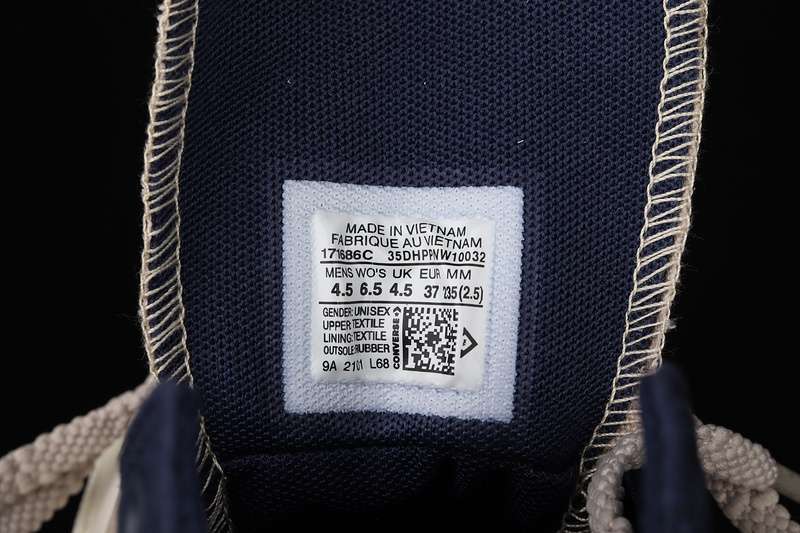 MADE IN VIETNAM
FABRIQUE AU VIETNAM
171686C 35DHPPNW10032
MENS WO'S UK EUR MM
4.5 6.5 4.5 37 235 (2.5)
GENDER: UNISEX
UPPER: TEXTILE
LINING: TEXTILE
OUTSOLE: RUBBER
9A 2101 L68
CONVERSE